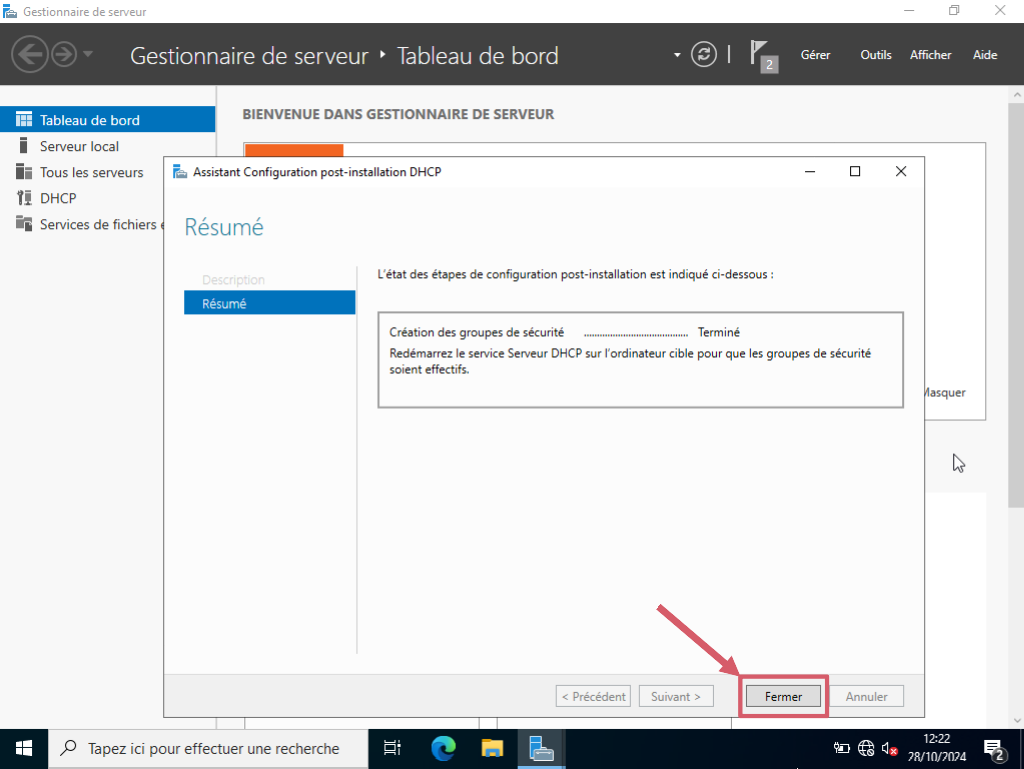 Gestionnaire de serveur
Gestionnaire de serveur ‣ Tableau de bord
2
Gérer
Outils
Afficher
Aide
Tableau de bord
Serveur local
Tous les serveurs
DHCP
Services de fichiers
BIENVENUE DANS GESTIONNAIRE DE SERVEUR
Assistant Configuration post-installation DHCP
Résumé
Description
Résumé
L'état des étapes de configuration post-installation est indiqué ci-dessous :
Création des groupes de sécurité ........................................ Terminé
Redémarrez le service Serveur DHCP sur l'ordinateur cible pour que les groupes de sécurité
soient effectifs.
Masquer
< Précédent
Suivant >
Fermer
Annuler
Tapez ici pour effectuer une recherche
12:22
28/10/2024
2